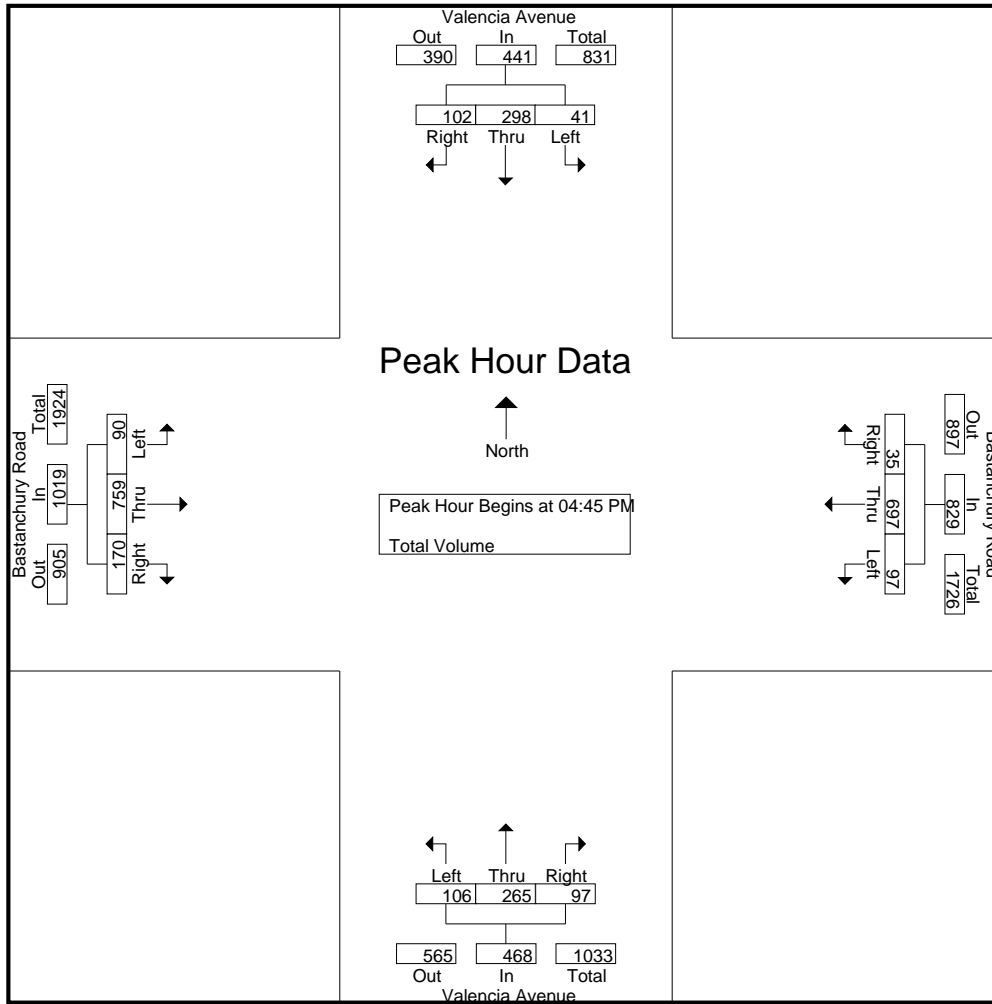 Valencia Avenue
Out In Total
390 441 831
102 298 41
Right Thru Left
Peak Hour Data
North
Peak Hour Begins at 04:45 PM
Total Volume
Bastanchury Road
Out In Total
905 1019 1924
90 759 170
Left Thru Right
Bastanchury Road
Out In Total
897 829 1726
35 697 97
Right Thru Left
Left Thru Right
106 265 97
565 468 1033
Out In Total
Valencia Avenue